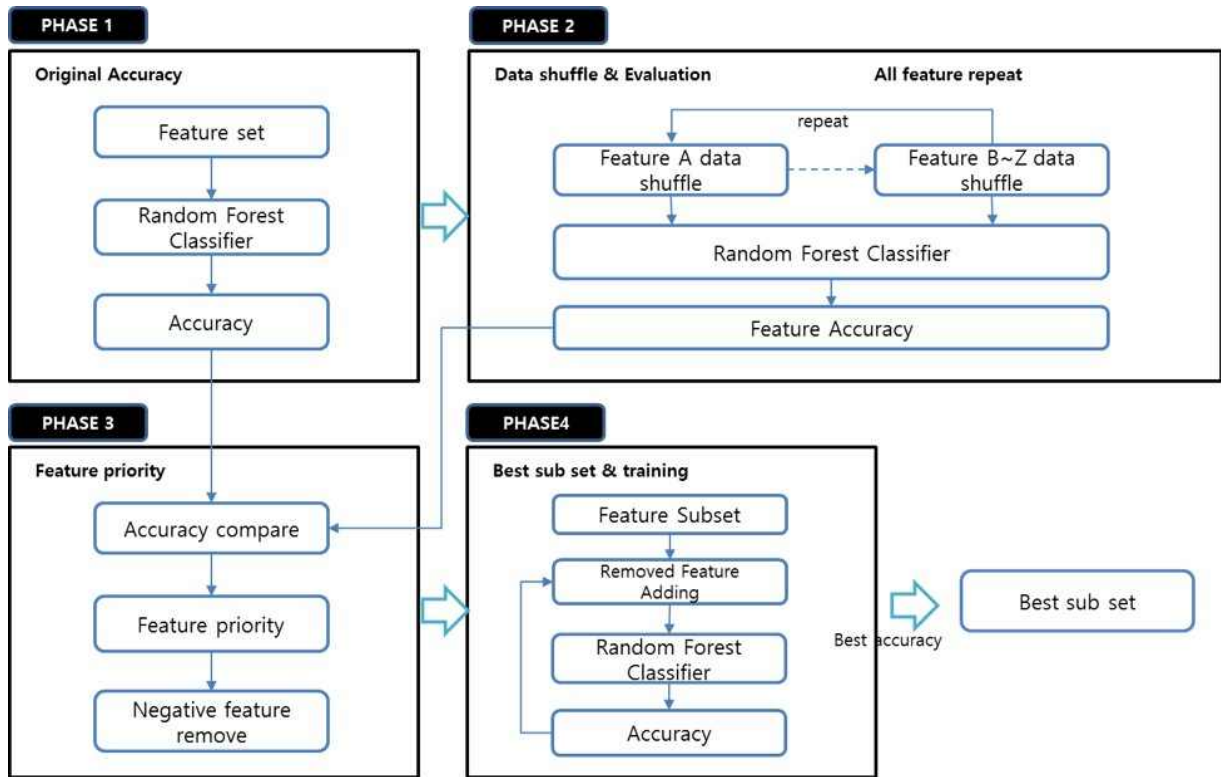 PHASE 1
Original Accuracy
Feature set
Random Forest
Classifier
Accuracy
PHASE 2
Data shuffle & Evaluation
All feature repeat
repeat
Feature A data
shuffle
Feature B~Z data
shuffle
Random Forest Classifier
Feature Accuracy
PHASE 3
Feature priority
Accuracy compare
Feature priority
Negative feature
remove
PHASE4
Best sub set & training
Feature Subset
Removed Feature
Adding
Random Forest
Classifier
Accuracy
Best accuracy
Best sub set